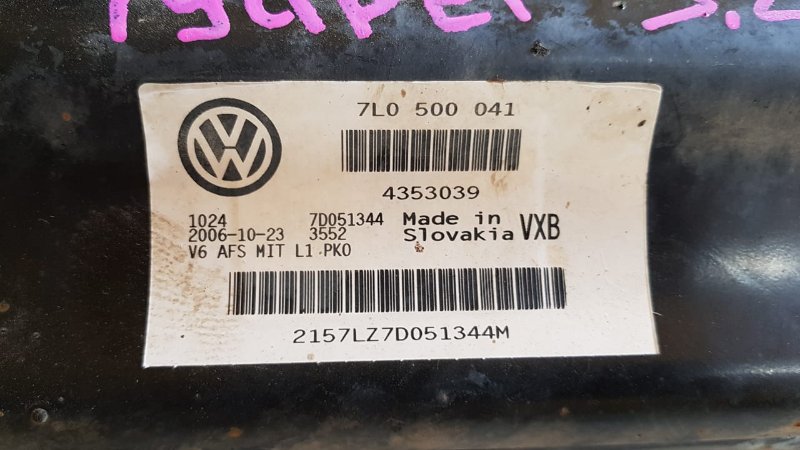 7L0 500 041
4353039
1024 7D051344 Made in VXB
2006-10-23 3552 Slovakia
V6 AFS MIT L1 PKO
2157LZ7D051344M